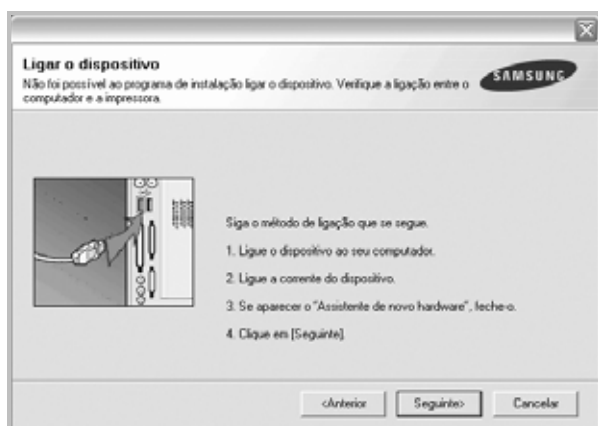 Ligar o dispositivo
Não foi possível ao programa de instalação ligar o dispositivo. Verifique a ligação entre o
computador e a impressora.
SAMSUNG
Siga o método de ligação que se segue.
1. Ligue o dispositivo ao seu computador.
2. Ligue a corrente do dispositivo.
3. Se aparecer o "Assistente de novo hardware", feche-o.
4. Clique em [Seguinte].
<Anterior
Seguinte>
Cancelar